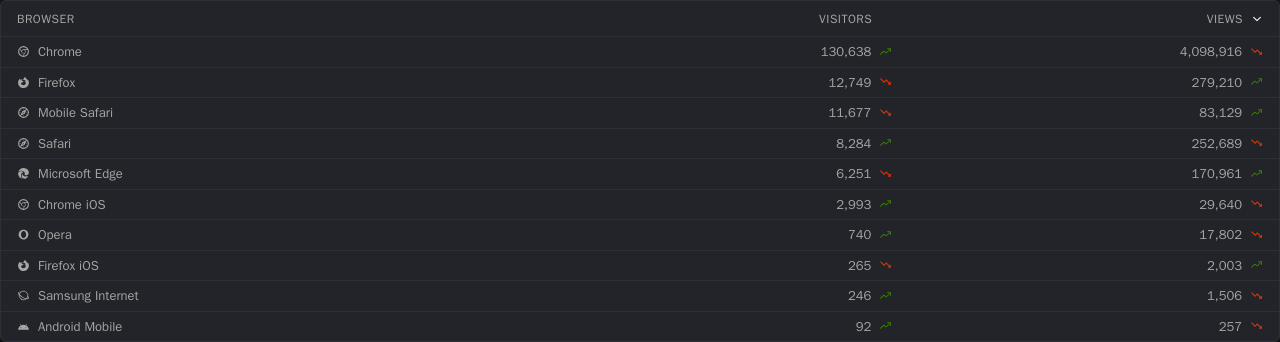 BROWSER VISITORS VIEWS
Chrome 130,638 4,098,916
Firefox 12,749 279,210
Mobile Safari 11,677 83,129
Safari 8,284 252,689
Microsoft Edge 6,251 170,961
Chrome iOS 2,993 29,640
Opera 740 17,802
Firefox iOS 265 2,003
Samsung Internet 246 1,506
Android Mobile 92 257